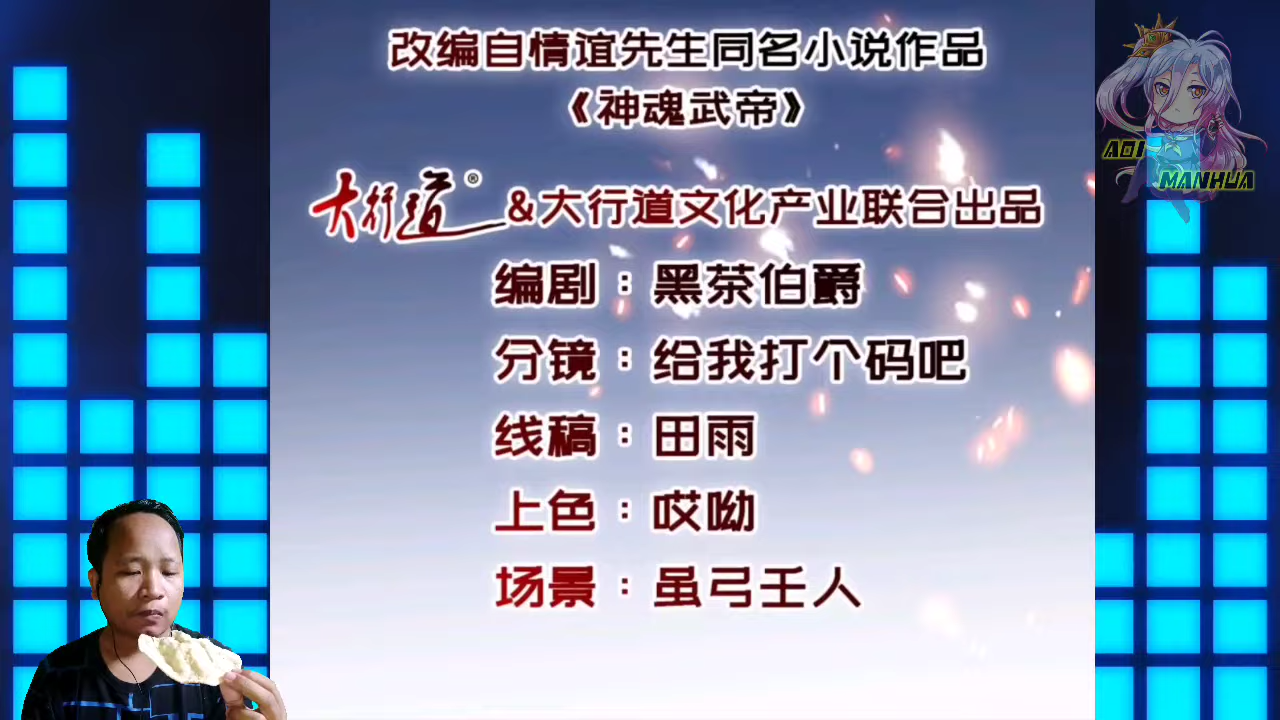 改编自情谊先生同名小说作品
《神魂武帝》
大行道® &大行道文化产业联合出品
编剧：黑茶伯爵
分镜：给我打个码吧
线稿：田雨
上色：哎呦
场景：虽弓壬人
AOI
MANHUA